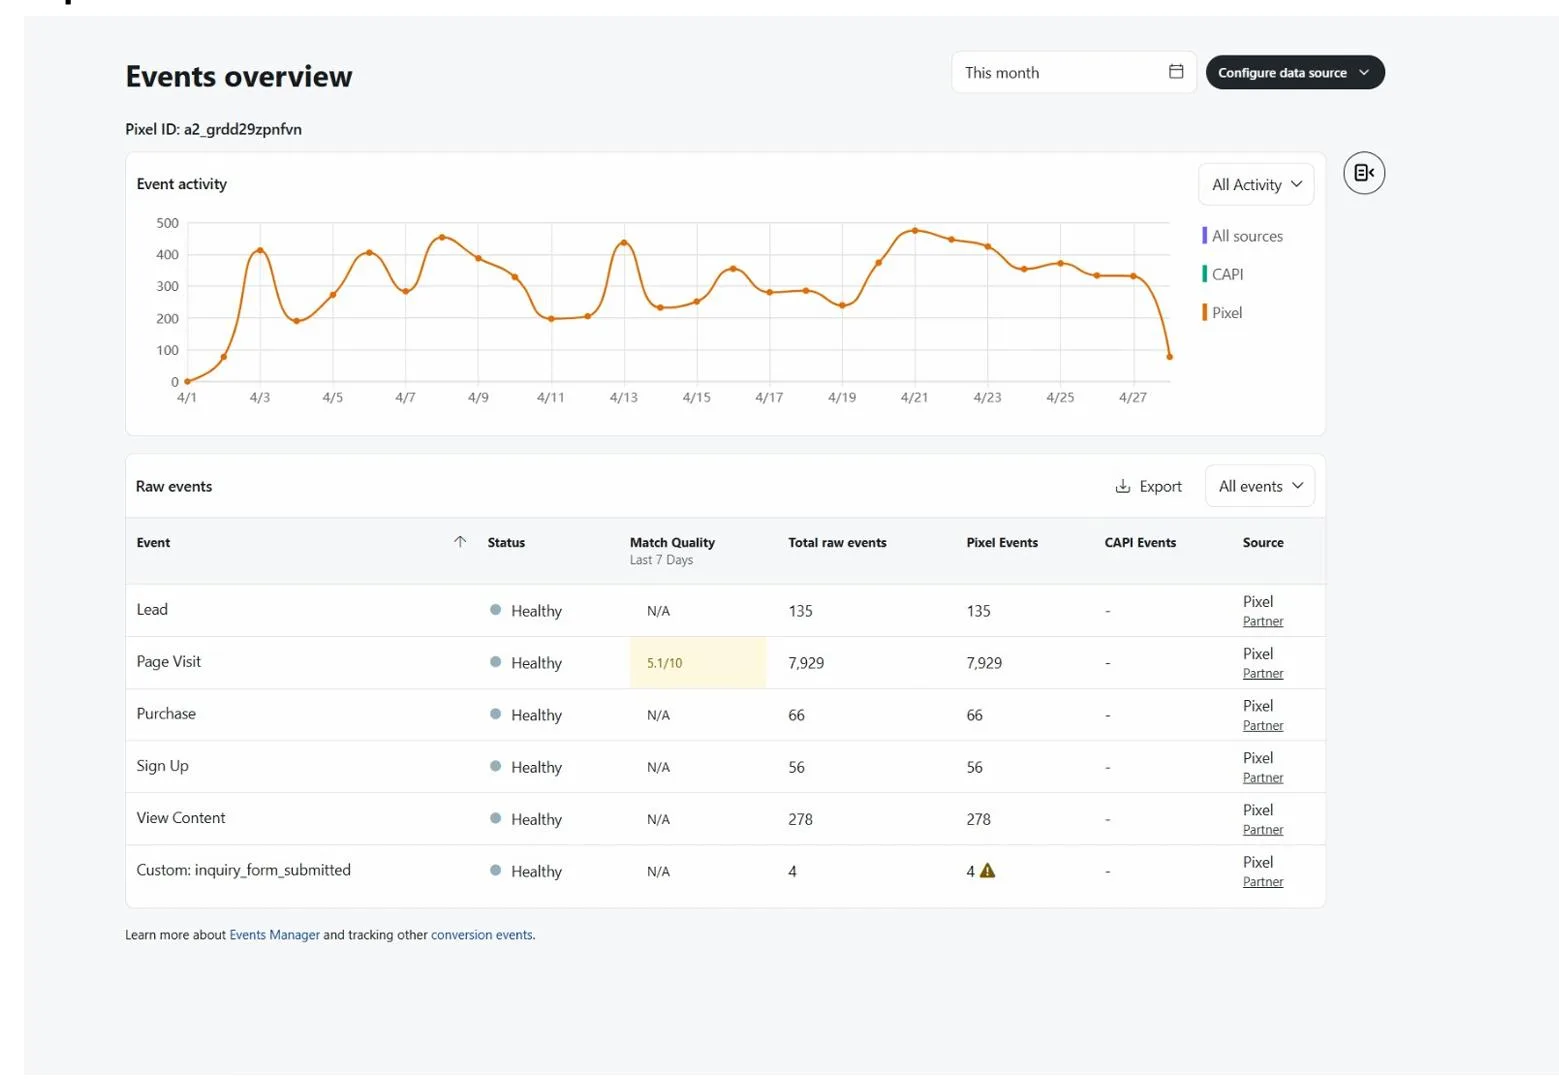 Events overview
This month
Configure data source
Pixel ID: a2_grdd29zpnfvn
Event activity
All Activity
500
400
300
200
100
0
4/1 4/3 4/5 4/7 4/9 4/11 4/13 4/15 4/17 4/19 4/21 4/23 4/25 4/27
All sources
CAPI
Pixel
Raw events
Export
All events
Event Status Match Quality Total raw events Pixel Events CAPI Events Source
Last 7 Days
Lead Healthy N/A 135 135 - Pixel
Partner
Page Visit Healthy 5.1/10 7,929 7,929 - Pixel
Partner
Purchase Healthy N/A 66 66 - Pixel
Partner
Sign Up Healthy N/A 56 56 - Pixel
Partner
View Content Healthy N/A 278 278 - Pixel
Partner
Custom: inquiry_form_submitted Healthy N/A 4 4 - Pixel
Partner
Learn more about Events Manager and tracking other conversion events.